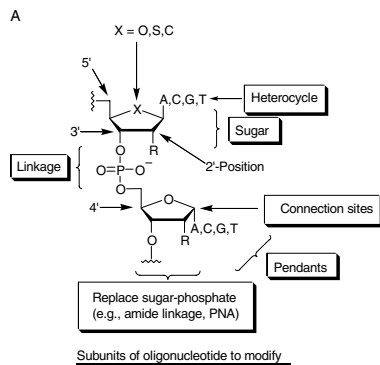 A
X = O,S,C
5'
X
A,C,G,T
Heterocycle
Sugar
3'
O
R
2'-Position
Linkage
O=P-O⁻
O
O
4'
A,C,G,T
Connection sites
R
O
Pendants
Replace sugar-phosphate
(e.g., amide linkage, PNA)
Subunits of oligonucleotide to modify